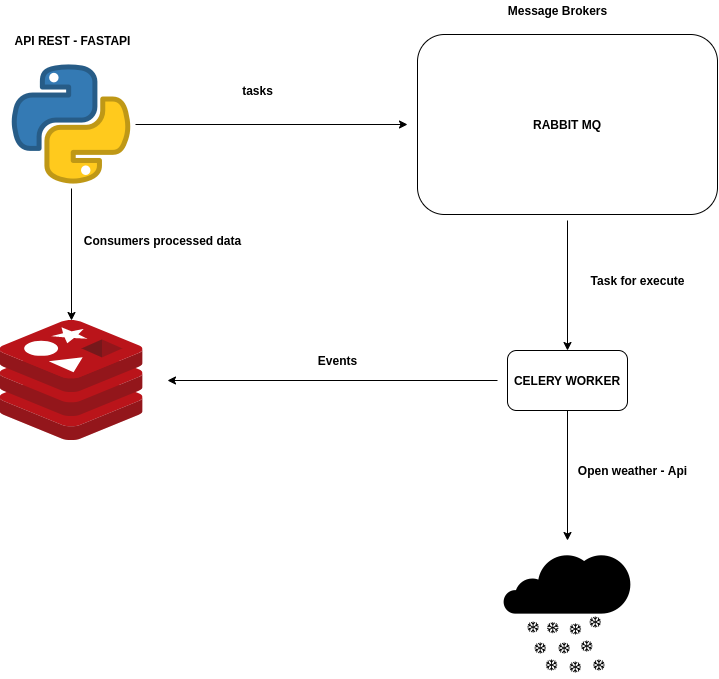 Message Brokers
API REST - FASTAPI
tasks
RABBIT MQ
Consumers processed data
Task for execute
Events
CELERY WORKER
Open weather - Api